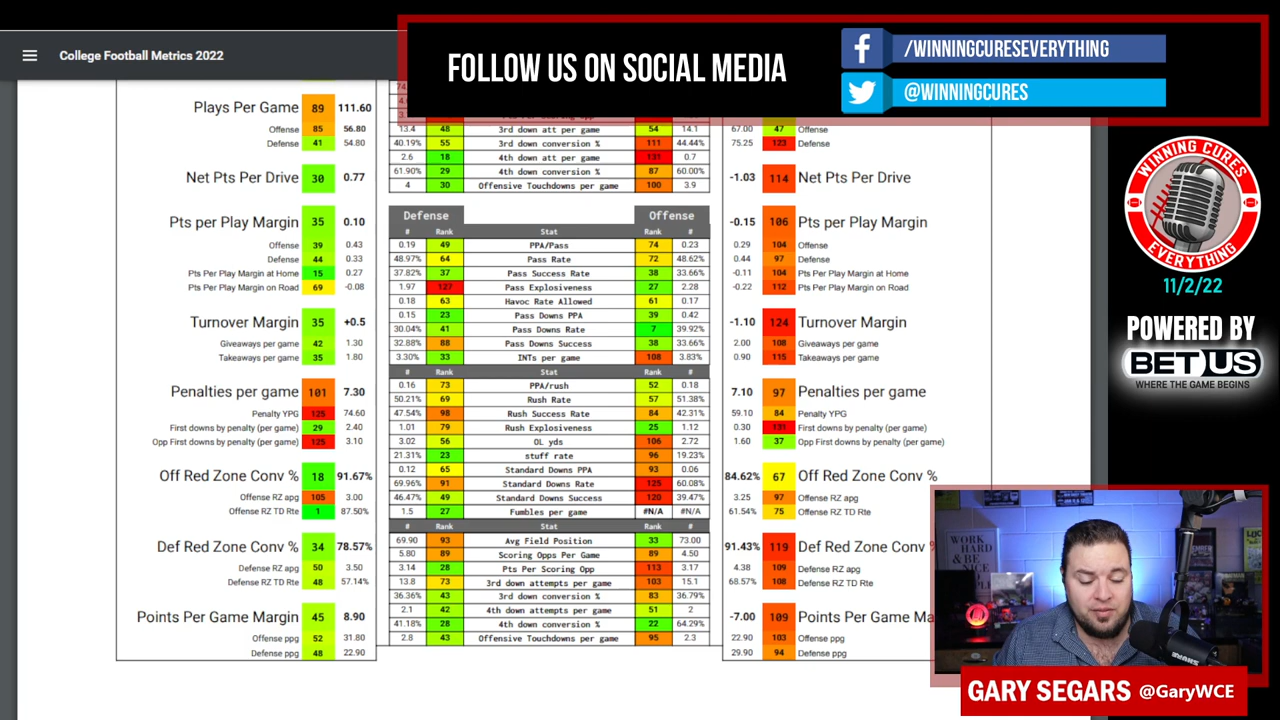 College Football Metrics 2022
FOLLOW US ON SOCIAL MEDIA
/WINNINGCURESEVERYTHING
@WINNINGCURES
Plays Per Game 89 111.60
Offense 85 56.80
Defense 41 54.80
Net Pts Per Drive 30 0.77
Pts per Play Margin 35 0.10
Offense 39 0.43
Defense 44 0.33
Pts Per Play Margin at Home 15 0.27
Pts Per Play Margin on Road 69 -0.08
Turnover Margin 35 +0.5
Giveaways per game 42 1.30
Takeaways per game 35 1.80
Penalties per game 101 7.30
Penalty YPG 125 74.60
First downs by penalty (per game) 29 2.40
Opp First downs by penalty (per game) 125 3.10
Off Red Zone Conv % 18 91.67%
Offense RZ apg 105 3.00
Offense RZ TD Rte 1 87.50%
Def Red Zone Conv % 34 78.57%
Defense RZ apg 50 3.50
Defense RZ TD Rte 48 57.14%
Points Per Game Margin 45 8.90
Offense ppg 52 31.80
Defense ppg 48 22.90
13.4 48 3rd down att per game 54 14.1
40.19% 55 3rd down conversion % 111 44.44%
2.6 18 4th down att per game 131 0.7
61.90% 29 4th down conversion % 87 60.00%
4 30 Offensive Touchdowns per game 100 3.9
Defense Offense
# Rank Stat Rank #
0.19 49 PPA/Pass 74 0.23
48.97% 64 Pass Rate 72 48.62%
37.82% 37 Pass Success Rate 38 33.66%
1.97 127 Pass Explosiveness 27 2.28
0.18 63 Havoc Rate Allowed 61 0.17
0.15 23 Pass Downs PPA 39 0.42
30.04% 41 Pass Downs Rate 7 39.92%
32.88% 88 Pass Downs Success 38 33.66%
3.30% 33 INTs per game 108 3.83%
# Rank Stat Rank #
0.16 73 PPA/rush 52 0.18
50.21% 69 Rush Rate 57 51.38%
47.54% 98 Rush Success Rate 84 42.31%
1.01 79 Rush Explosiveness 25 1.12
3.02 56 OL yds 106 2.72
21.31% 23 stuff rate 96 19.23%
0.12 65 Standard Downs PPA 93 0.06
69.96% 91 Standard Downs Rate 125 60.08%
46.47% 49 Standard Downs Success 120 39.47%
1.5 27 Fumbles per game #N/A #N/A
# Rank Stat Rank #
69.90 93 Avg Field Position 33 73.00
5.80 89 Scoring Opps Per Game 89 4.50
3.14 28 Pts Per Scoring Opp 113 3.17
13.8 73 3rd down attempts per game 103 15.1
36.36% 43 3rd down conversion % 83 36.79%
2.1 42 4th down attempts per game 51 2
41.18% 28 4th down conversion % 22 64.29%
2.8 43 Offensive Touchdowns per game 95 2.3
67.00 47 Offense
75.25 123 Defense
-1.03 114 Net Pts Per Drive
-0.15 106 Pts per Play Margin
0.29 104 Offense
0.44 97 Defense
-0.11 104 Pts Per Play Margin at Home
-0.22 112 Pts Per Play Margin on Road
-1.10 124 Turnover Margin
2.00 108 Giveaways per game
0.90 115 Takeaways per game
7.10 97 Penalties per game
59.10 84 Penalty YPG
0.30 131 First downs by penalty (per game)
1.60 37 Opp First downs by penalty (per game)
84.62% 67 Off Red Zone Conv %
3.25 97 Offense RZ apg
61.54% 75 Offense RZ TD Rte
91.43% 119 Def Red Zone Conv %
4.38 109 Defense RZ apg
68.57% 108 Defense RZ TD Rte
-7.00 109 Points Per Game Ma
22.90 103 Offense ppg
29.90 94 Defense ppg
WINNING CURES
EVERYTHING
11/2/22
POWERED BY
BETUS
WHERE THE GAME BEGINS
WORK
HARD
& BE
NICE
SHURE
GARY SEGARS @GaryWCE